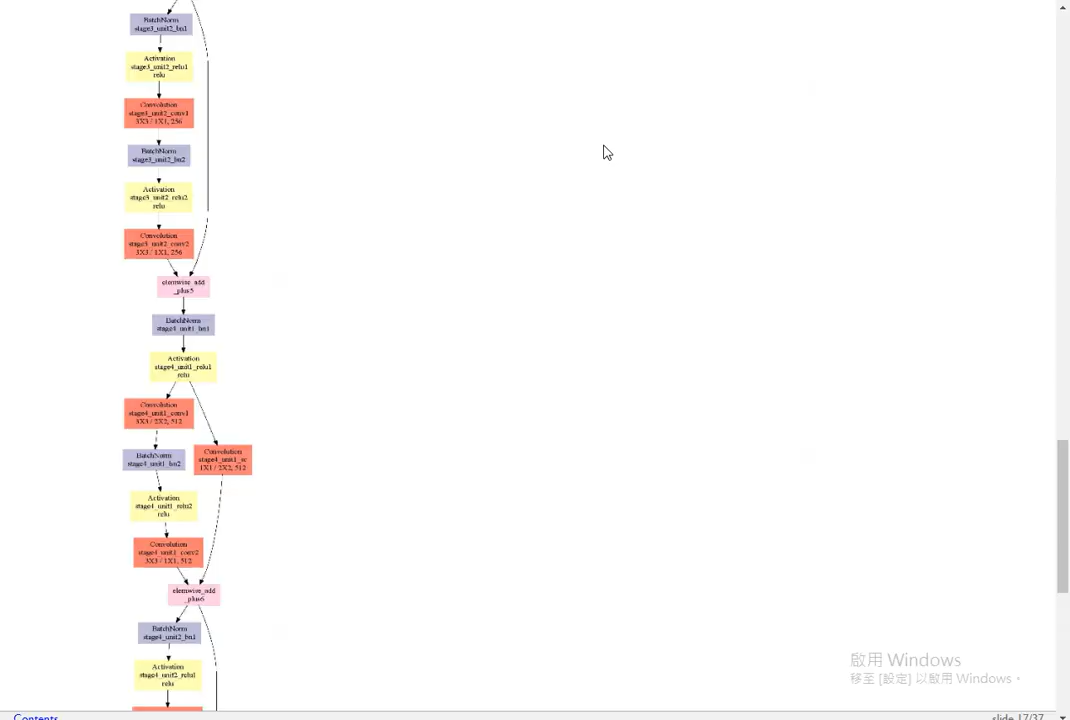 BatchNorm
stage3_unit2_bn1
Activation
stage3_unit2_relu1
relu
Convolution
stage3_unit2_conv1
3X3 / 1X1, 256
BatchNorm
stage3_unit2_bn2
Activation
stage3_unit2_relu2
relu
Convolution
stage3_unit2_conv2
3X3 / 1X1, 256
elemwise_add
_plus5
BatchNorm
stage4_unit1_bn1
Activation
stage4_unit1_relu1
relu
Convolution
stage4_unit1_conv1
3X3 / 2X2, 512
BatchNorm
stage4_unit1_bn2
Convolution
stage4_unit1_sc
1X1 / 2X2, 512
Activation
stage4_unit1_relu2
relu
Convolution
stage4_unit1_conv2
3X3 / 1X1, 512
elemwise_add
_plus6
BatchNorm
stage4_unit2_bn1
Activation
stage4_unit2_relu1
relu
啟用 Windows
移至 [設定] 以啟用 Windows。
Contents
slide 17/37